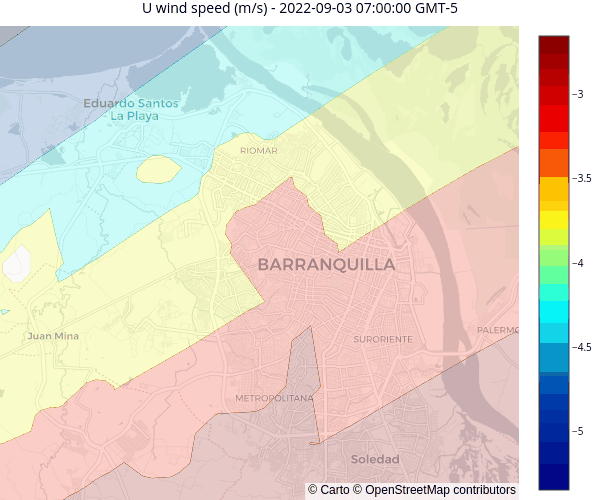 U wind speed (m/s) - 2022-09-03 07:00:00 GMT-5
Eduardo Santos
La Playa
RIOMAR
BARRANQUILLA
Juan Mina
SURORIENTE
PALERMO
METROPOLITANA
Soledad
−3
−3.5
−4
−4.5
−5
© Carto © OpenStreetMap contributors